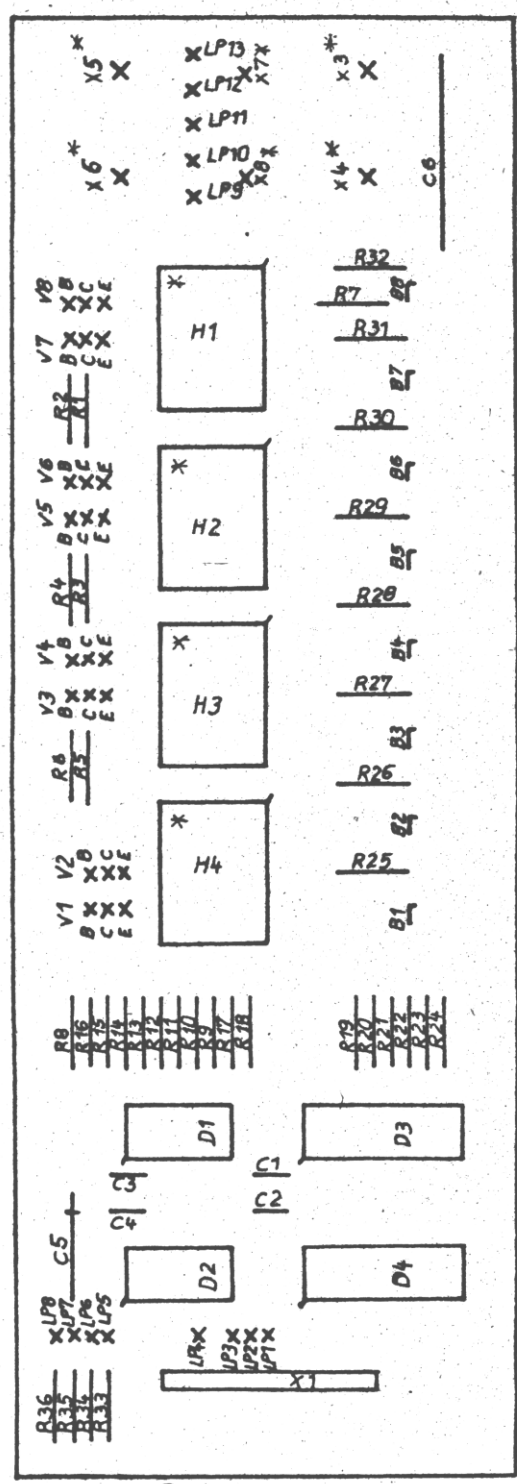 X5* LP13 X7* X3*
LP12
LP11
X6* LP10 X8* X4* C6
LP9
R32
V8 B C E R7 B8
V7 B C E H1 R31
R2 B7
R1 R30
V6 B C E B6
V5 B C E H2 R29
R4 B5
R3 R28
V4 B C E B4
V3 B C E H3 R27
R6 B3
R5 R26
B2
V2 B C E
V1 B C E H4 R25
B1
R8 R16 R15 R14 R13 R12 R11 R10 R9 R17 R18 R19 R20 R21 R22 R23 R24
D1 D3
C3 C1
C4 C2
C5
D2 D4
LP8 LP7 LP6 LP5
LP4 LP3 LP2 LP1
X1
R36 R35 R34 R33